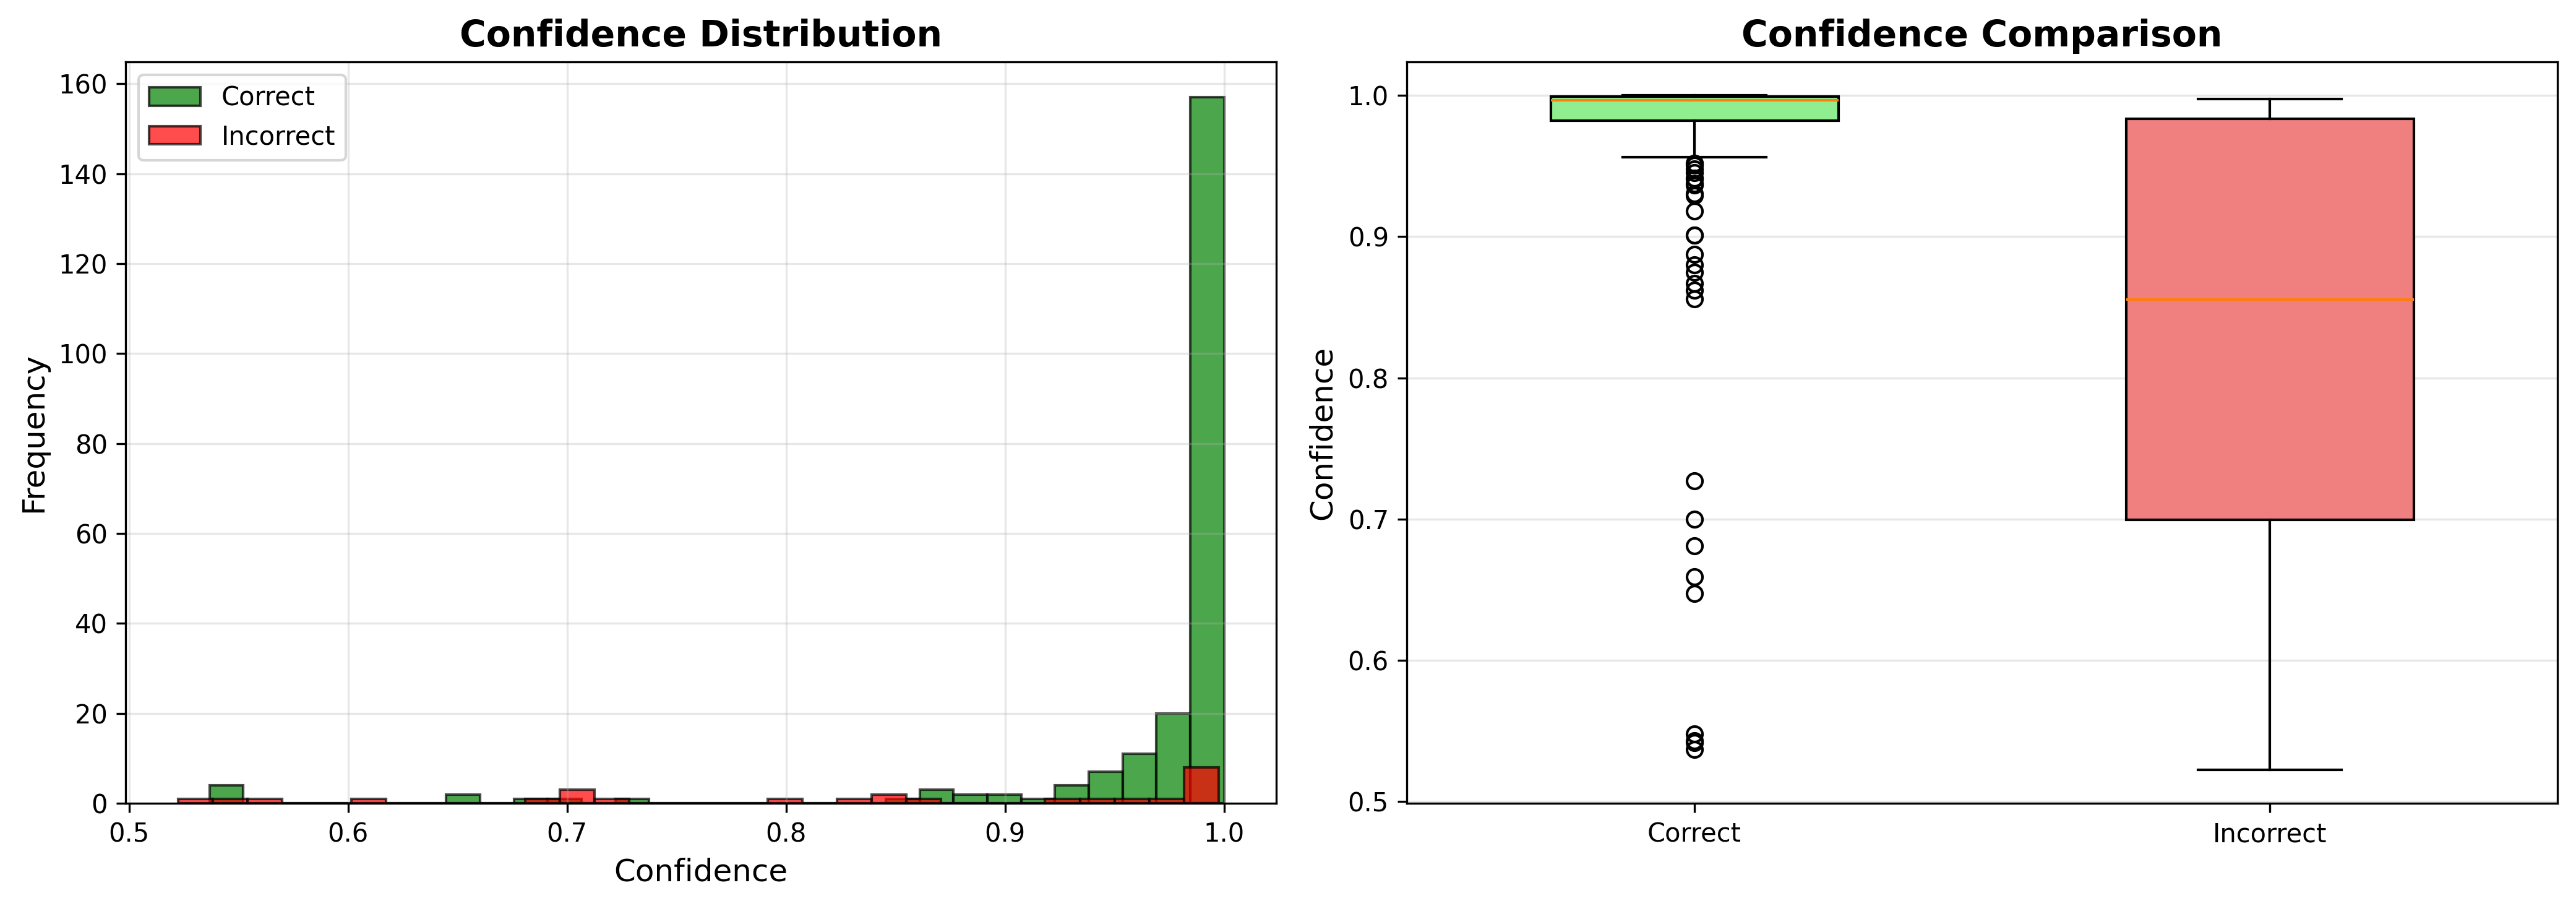 Confidence Distribution
Correct
Incorrect
160
140
120
100
80
60
40
20
0
Frequency
0.5 0.6 0.7 0.8 0.9 1.0
Confidence
Confidence Comparison
1.0
0.9
0.8
0.7
0.6
0.5
Confidence
Correct Incorrect